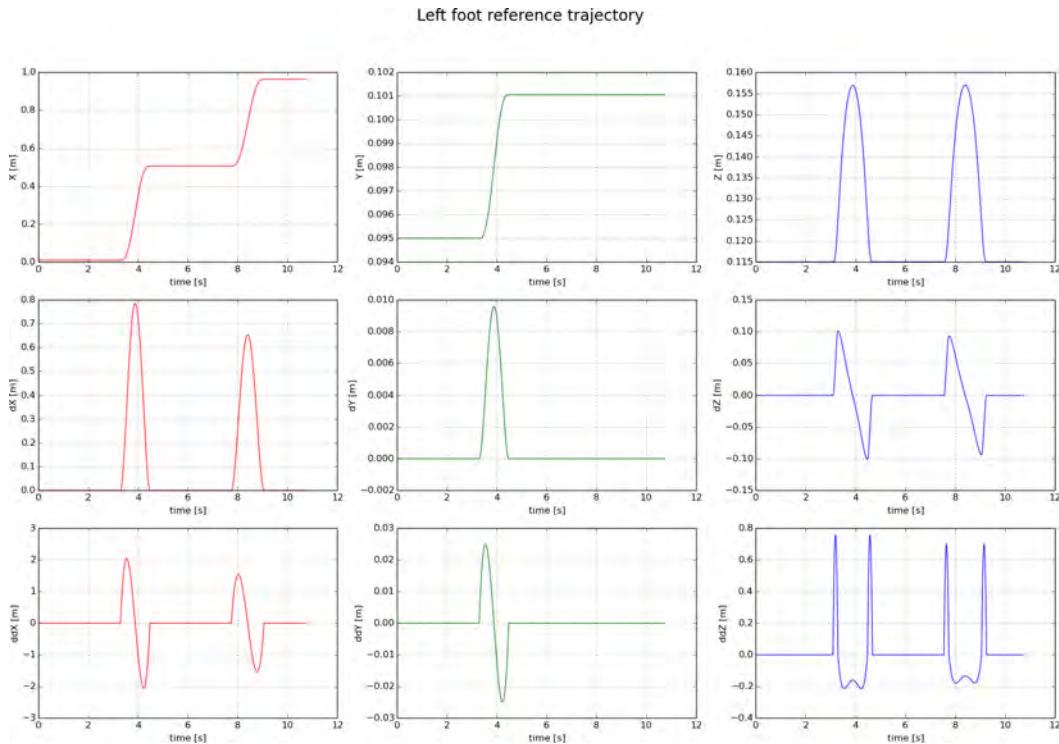 Left foot reference trajectory
1.0
0.8
0.6
0.4
0.2
0.0
X [m]
0 2 4 6 8 10 12
time [s]
0.102
0.101
0.100
0.099
0.098
0.097
0.096
0.095
0.094
Y [m]
0 2 4 6 8 10 12
time [s]
0.160
0.155
0.150
0.145
0.140
0.135
0.130
0.125
0.120
0.115
Z [m]
0 2 4 6 8 10 12
time [s]
0.8
0.7
0.6
0.5
0.4
0.3
0.2
0.1
0.0
dX [m]
0 2 4 6 8 10 12
time [s]
0.010
0.008
0.006
0.004
0.002
0.000
−0.002
dY [m]
0 2 4 6 8 10 12
time [s]
0.15
0.10
0.05
0.00
−0.05
−0.10
−0.15
dZ [m]
0 2 4 6 8 10 12
time [s]
3
2
1
0
−1
−2
−3
ddX [m]
0 2 4 6 8 10 12
time [s]
0.03
0.02
0.01
0.00
−0.01
−0.02
−0.03
ddY [m]
0 2 4 6 8 10 12
time [s]
0.8
0.6
0.4
0.2
0.0
−0.2
−0.4
ddZ [m]
0 2 4 6 8 10 12
time [s]